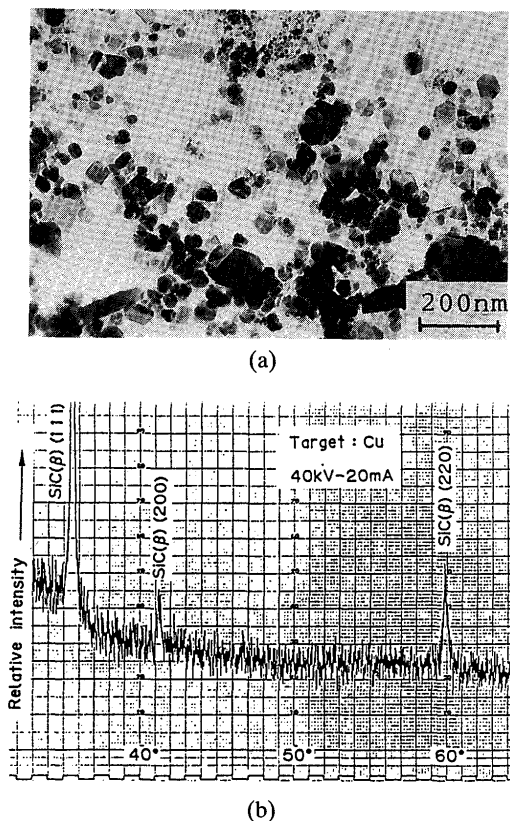 200nm
(a)
Relative intensity
SiC(β) (111)
SiC(β) (200)
Target : Cu
40kV-20mA
SiC(β) (220)
40°
50°
60°
(b)